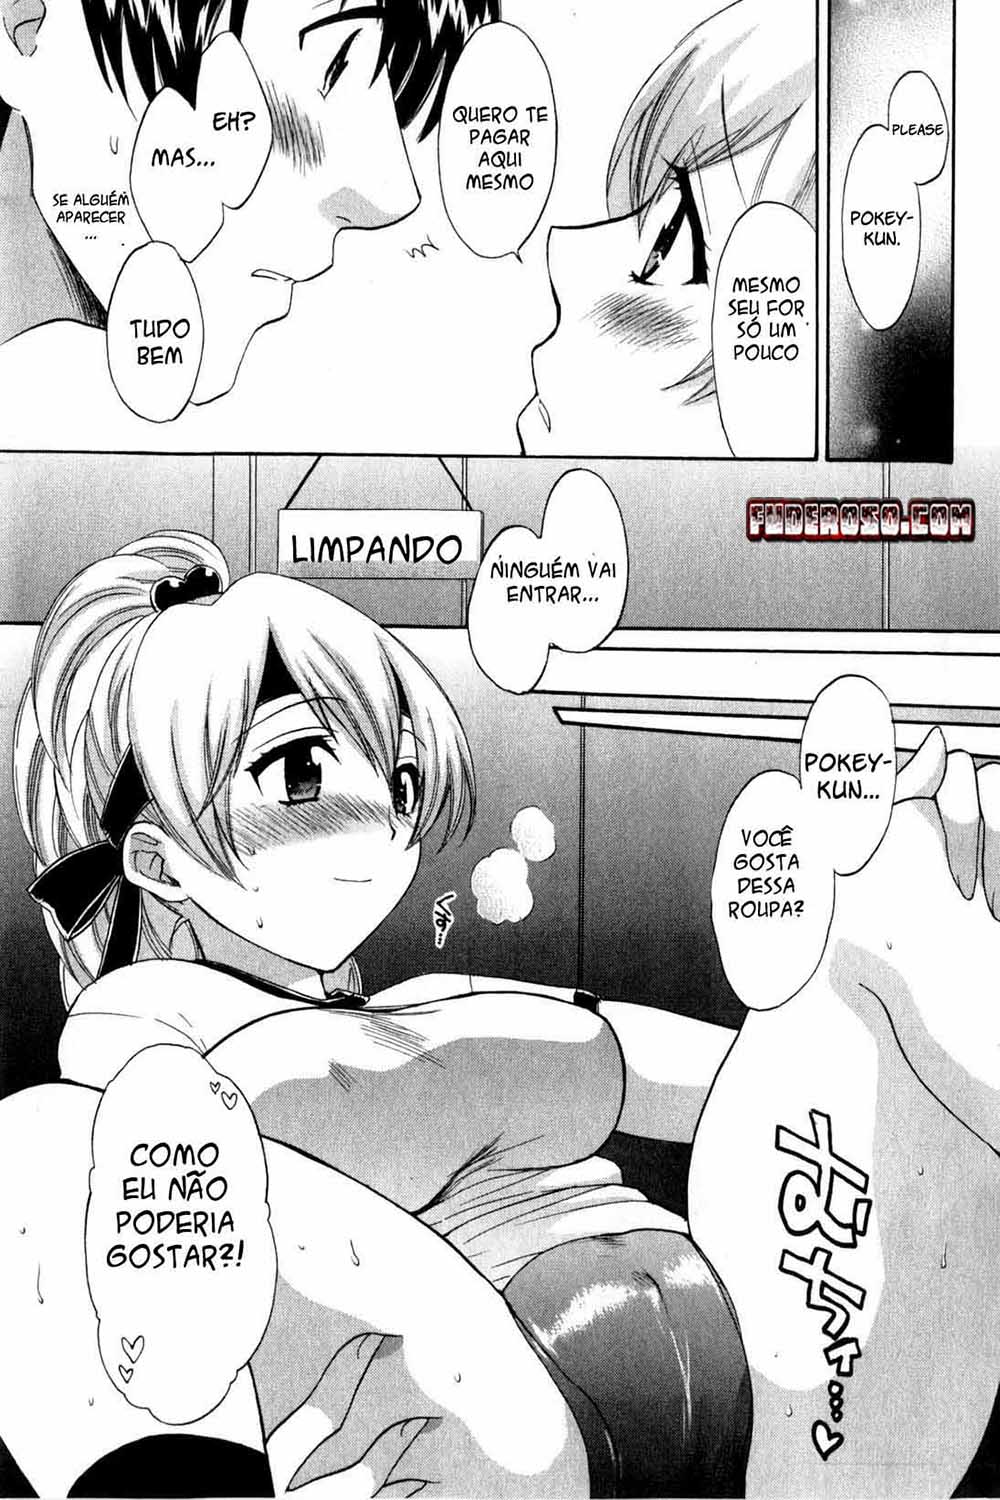 PLEASE
POKEY-
KUN.
MESMO
SEU FOR
SÓ UM
POUCO
QUERO TE
PAGAR
AQUI
MESMO
EH?
MAS...
SE ALGUÉM
APARECER
...
TUDO
BEM
FUDEROSO.COM
LIMPANDO
NINGUÉM VAI
ENTRAR...
POKEY-
KUN...
VOCÊ
GOSTA
DESSA
ROUPA?
COMO
EU NÃO
PODERIA
GOSTAR?!